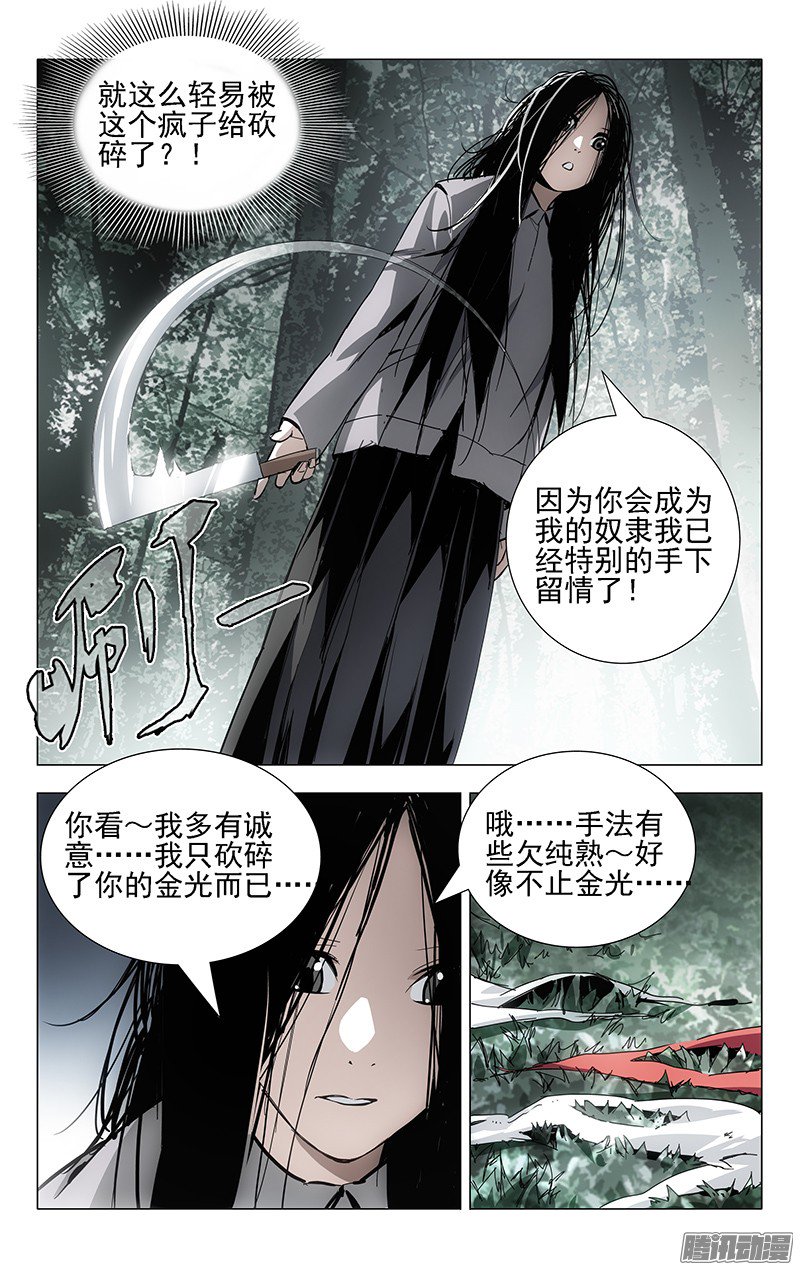 就这么轻易被
这个疯子给砍
碎了？！
因为你会成为
我的奴隶我已
经特别的手下
留情了！
唰一
你看～我多有诚
意……我只砍碎
了你的金光而已……
哦……手法有
些欠纯熟～好
像不止金光……
腾讯动漫